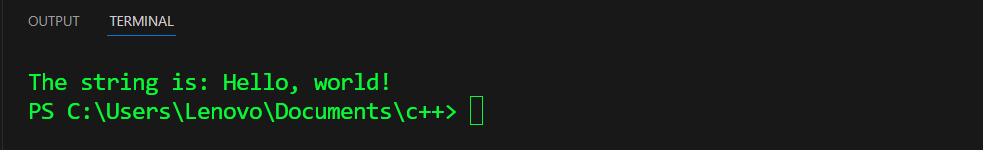 OUTPUT TERMINAL
The string is: Hello, world!
PS C:\Users\Lenovo\Documents\c++>